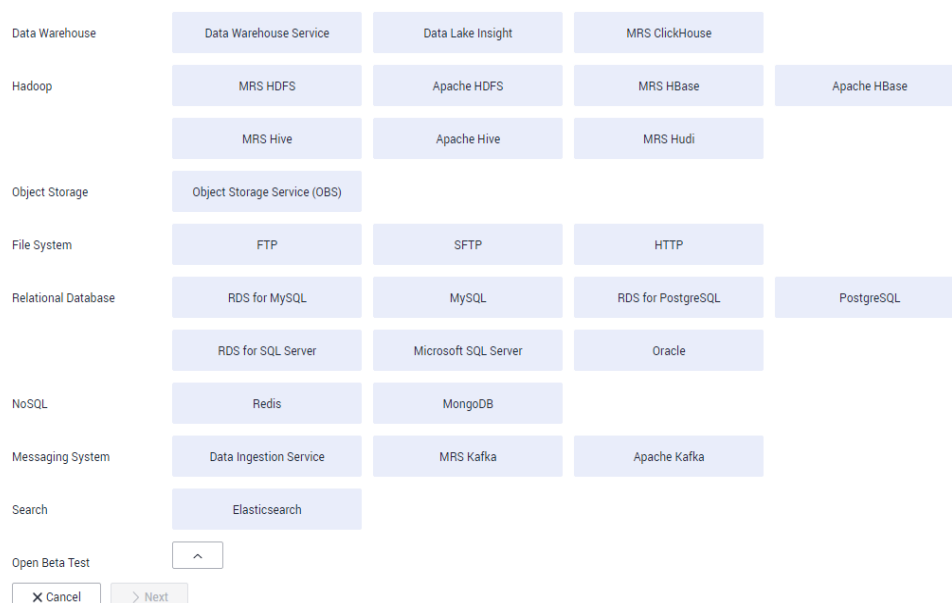 Data Warehouse Data Warehouse Service Data Lake Insight MRS ClickHouse
Hadoop MRS HDFS Apache HDFS MRS HBase Apache HBase
MRS Hive Apache Hive MRS Hudi
Object Storage Object Storage Service (OBS)
File System FTP SFTP HTTP
Relational Database RDS for MySQL MySQL RDS for PostgreSQL PostgreSQL
RDS for SQL Server Microsoft SQL Server Oracle
NoSQL Redis MongoDB
Messaging System Data Ingestion Service MRS Kafka Apache Kafka
Search Elasticsearch
Open Beta Test
Cancel Next